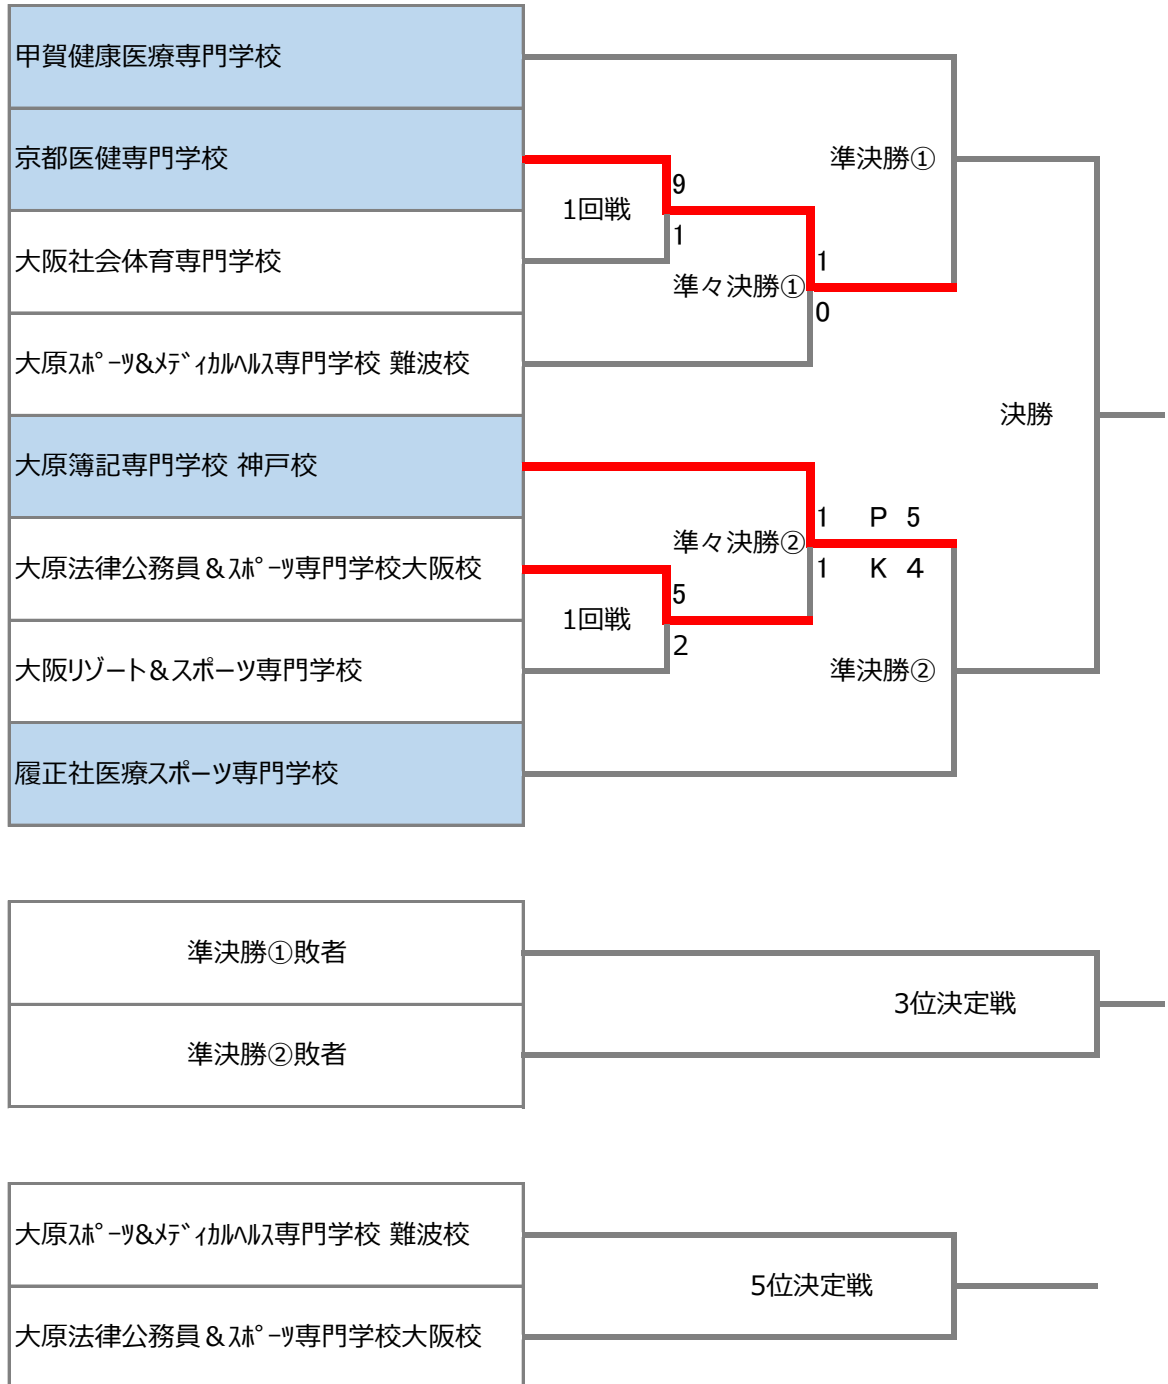 甲賀健康医療専門学校
京都医健専門学校
準決勝①
9
1回戦
1
大阪社会体育専門学校
1
準々決勝①
0
大原ｽﾎﾟｰﾂ&ﾒﾃﾞｨｶﾙﾍﾙｽ専門学校 難波校
決勝
大原簿記専門学校 神戸校
1 P 5
準々決勝②
1 K 4
大原法律公務員＆ｽﾎﾟｰﾂ専門学校大阪校
5
1回戦
2
大阪リゾート＆スポーツ専門学校
準決勝②
履正社医療スポーツ専門学校
準決勝①敗者
3位決定戦
準決勝②敗者
大原ｽﾎﾟｰﾂ&ﾒﾃﾞｨｶﾙﾍﾙｽ専門学校 難波校
5位決定戦
大原法律公務員＆ｽﾎﾟｰﾂ専門学校大阪校